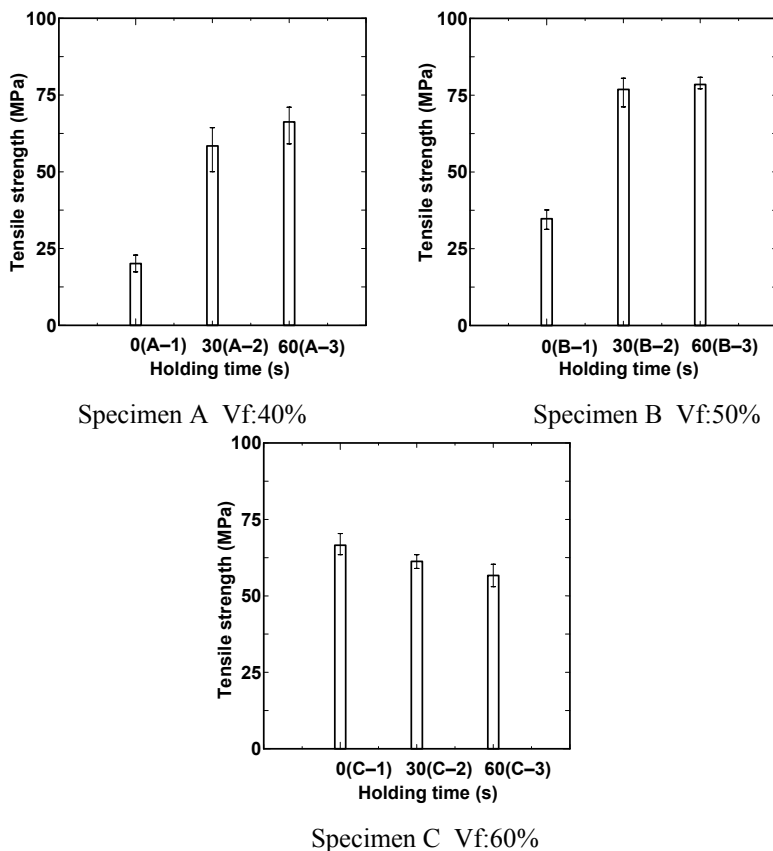 100
75
50
25
0
Tensile strength (MPa)
0(A–1) 30(A–2) 60(A–3)
Holding time (s)
Specimen A Vf:40%
100
75
50
25
0
Tensile strength (MPa)
0(B–1) 30(B–2) 60(B–3)
Holding time (s)
Specimen B Vf:50%
100
75
50
25
0
Tensile strength (MPa)
0(C–1) 30(C–2) 60(C–3)
Holding time (s)
Specimen C Vf:60%